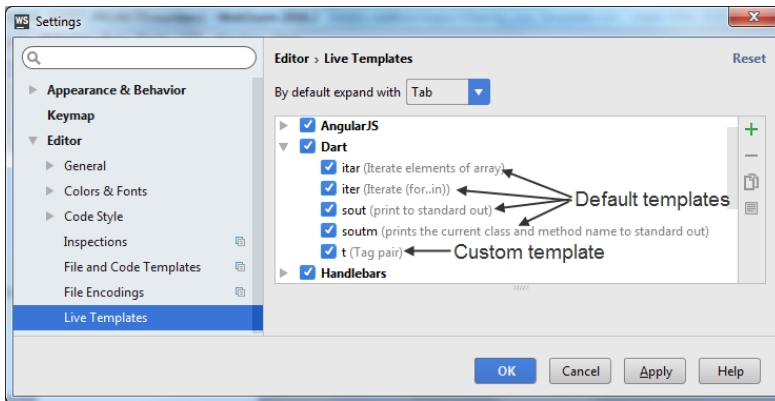 WS Settings
Editor › Live Templates Reset
By default expand with Tab
Appearance & Behavior
Keymap
Editor
General
Colors & Fonts
Code Style
Inspections
File and Code Templates
File Encodings
Live Templates
AngularJS
Dart
itar (Iterate elements of array)
iter (Iterate (for..in))
sout (print to standard out)
soutm (prints the current class and method name to standard out)
t (Tag pair)
Handlebars
Default templates
Custom template
OK Cancel Apply Help